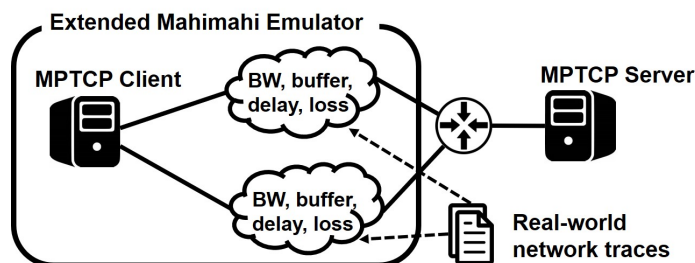 Extended Mahimahi Emulator
MPTCP Client
BW, buffer,
delay, loss
MPTCP Server
BW, buffer,
delay, loss
Real-world
network traces